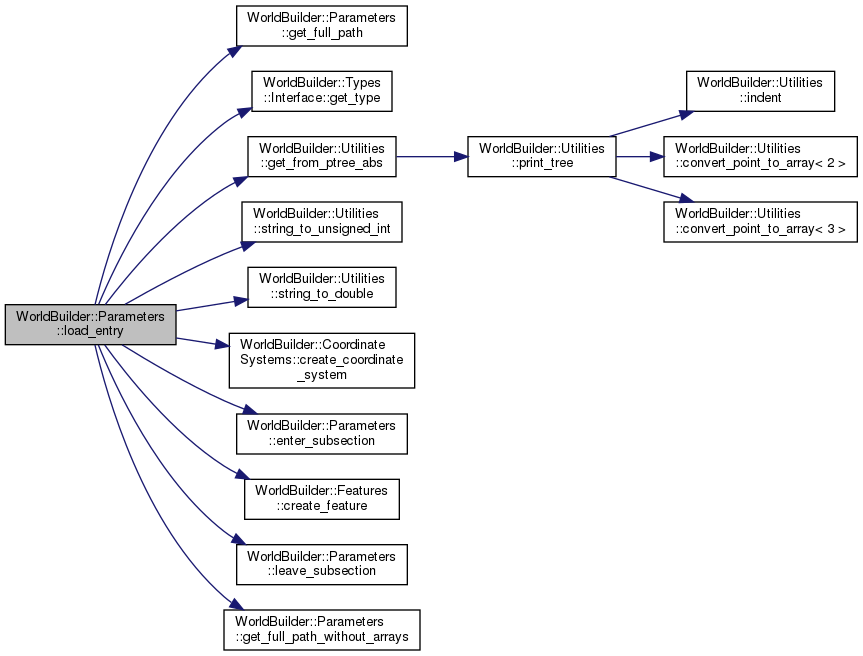 WorldBuilder::Parameters
::load_entry
WorldBuilder::Parameters
::get_full_path
WorldBuilder::Types
::Interface::get_type
WorldBuilder::Utilities
::get_from_ptree_abs
WorldBuilder::Utilities
::string_to_unsigned_int
WorldBuilder::Utilities
::string_to_double
WorldBuilder::Coordinate
Systems::create_coordinate
_system
WorldBuilder::Parameters
::enter_subsection
WorldBuilder::Features
::create_feature
WorldBuilder::Parameters
::leave_subsection
WorldBuilder::Parameters
::get_full_path_without_arrays
WorldBuilder::Utilities
::print_tree
WorldBuilder::Utilities
::indent
WorldBuilder::Utilities
::convert_point_to_array< 2 >
WorldBuilder::Utilities
::convert_point_to_array< 3 >